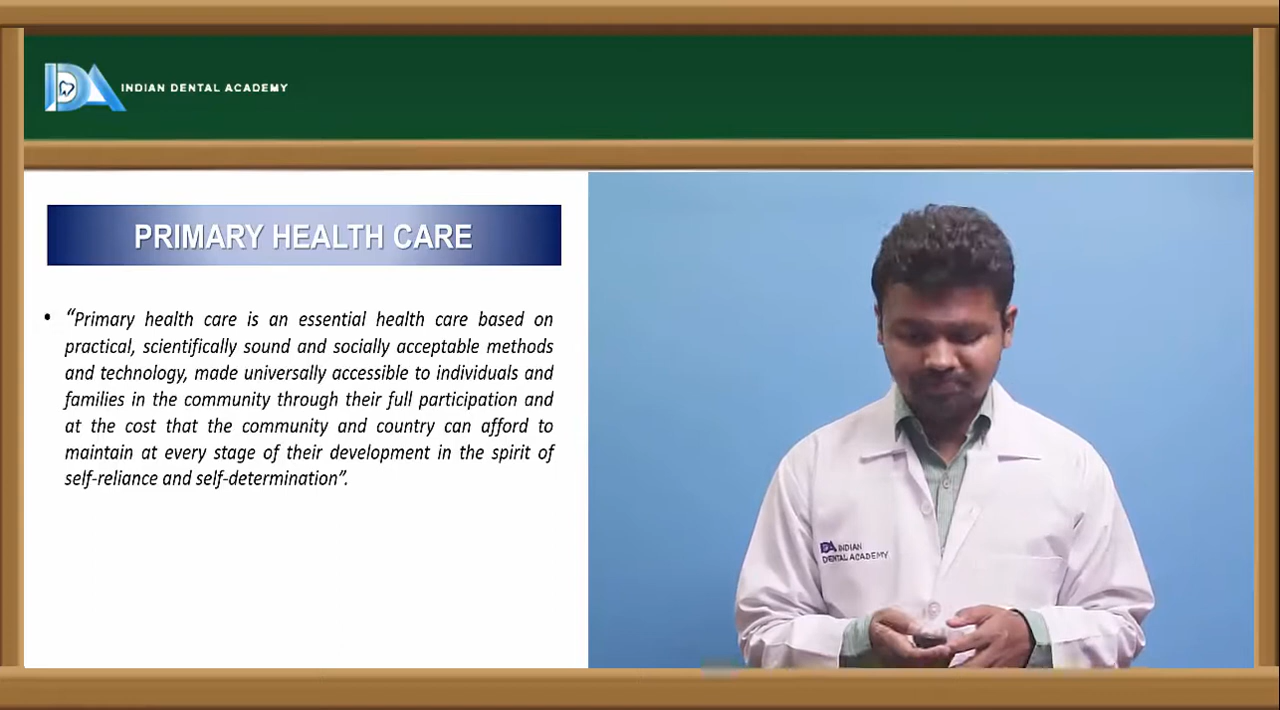 IDA INDIAN DENTAL ACADEMY
PRIMARY HEALTH CARE
• “Primary health care is an essential health care based on
practical, scientifically sound and socially acceptable methods
and technology, made universally accessible to individuals and
families in the community through their full participation and
at the cost that the community and country can afford to
maintain at every stage of their development in the spirit of
self-reliance and self-determination”.
IDA INDIAN
DENTAL ACADEMY